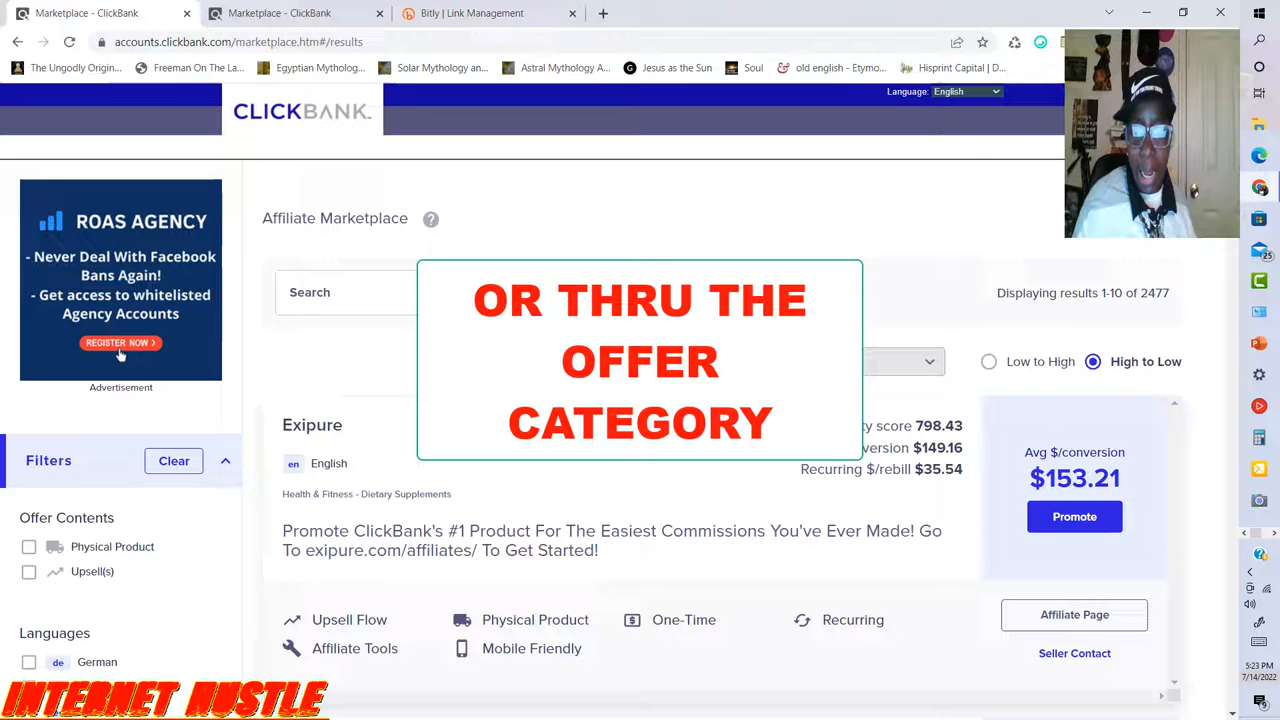 Marketplace - ClickBank
Marketplace - ClickBank
Bitly | Link Management
accounts.clickbank.com/marketplace.htm#/results
The Ungodly Origin...
Freeman On The La...
Egyptian Mytholog...
Solar Mythology an...
Astral Mythology A...
Jesus as the Sun
Soul
old english - Etymo...
Hisprint Capital | D...
Language: English
CLICKBANK
ROAS AGENCY
- Never Deal With Facebook
Bans Again!
- Get access to whitelisted
Agency Accounts
REGISTER NOW >
Advertisement
Affiliate Marketplace ?
Search
Displaying results 1-10 of 2477
OR THRU THE
OFFER
CATEGORY
Low to High
High to Low
Filters
Clear
Exipure
en English
Health & Fitness - Dietary Supplements
y score 798.43
version $149.16
Recurring $/rebill $35.54
Avg $/conversion
$153.21
Promote
Promote ClickBank's #1 Product For The Easiest Commissions You've Ever Made! Go
To exipure.com/affiliates/ To Get Started!
Offer Contents
Physical Product
Upsell(s)
Languages
de German
Upsell Flow
Physical Product
One-Time
Recurring
Affiliate Tools
Mobile Friendly
Affiliate Page
Seller Contact
INTERNET HUSTLE
25
5:23 PM
7/14/2022